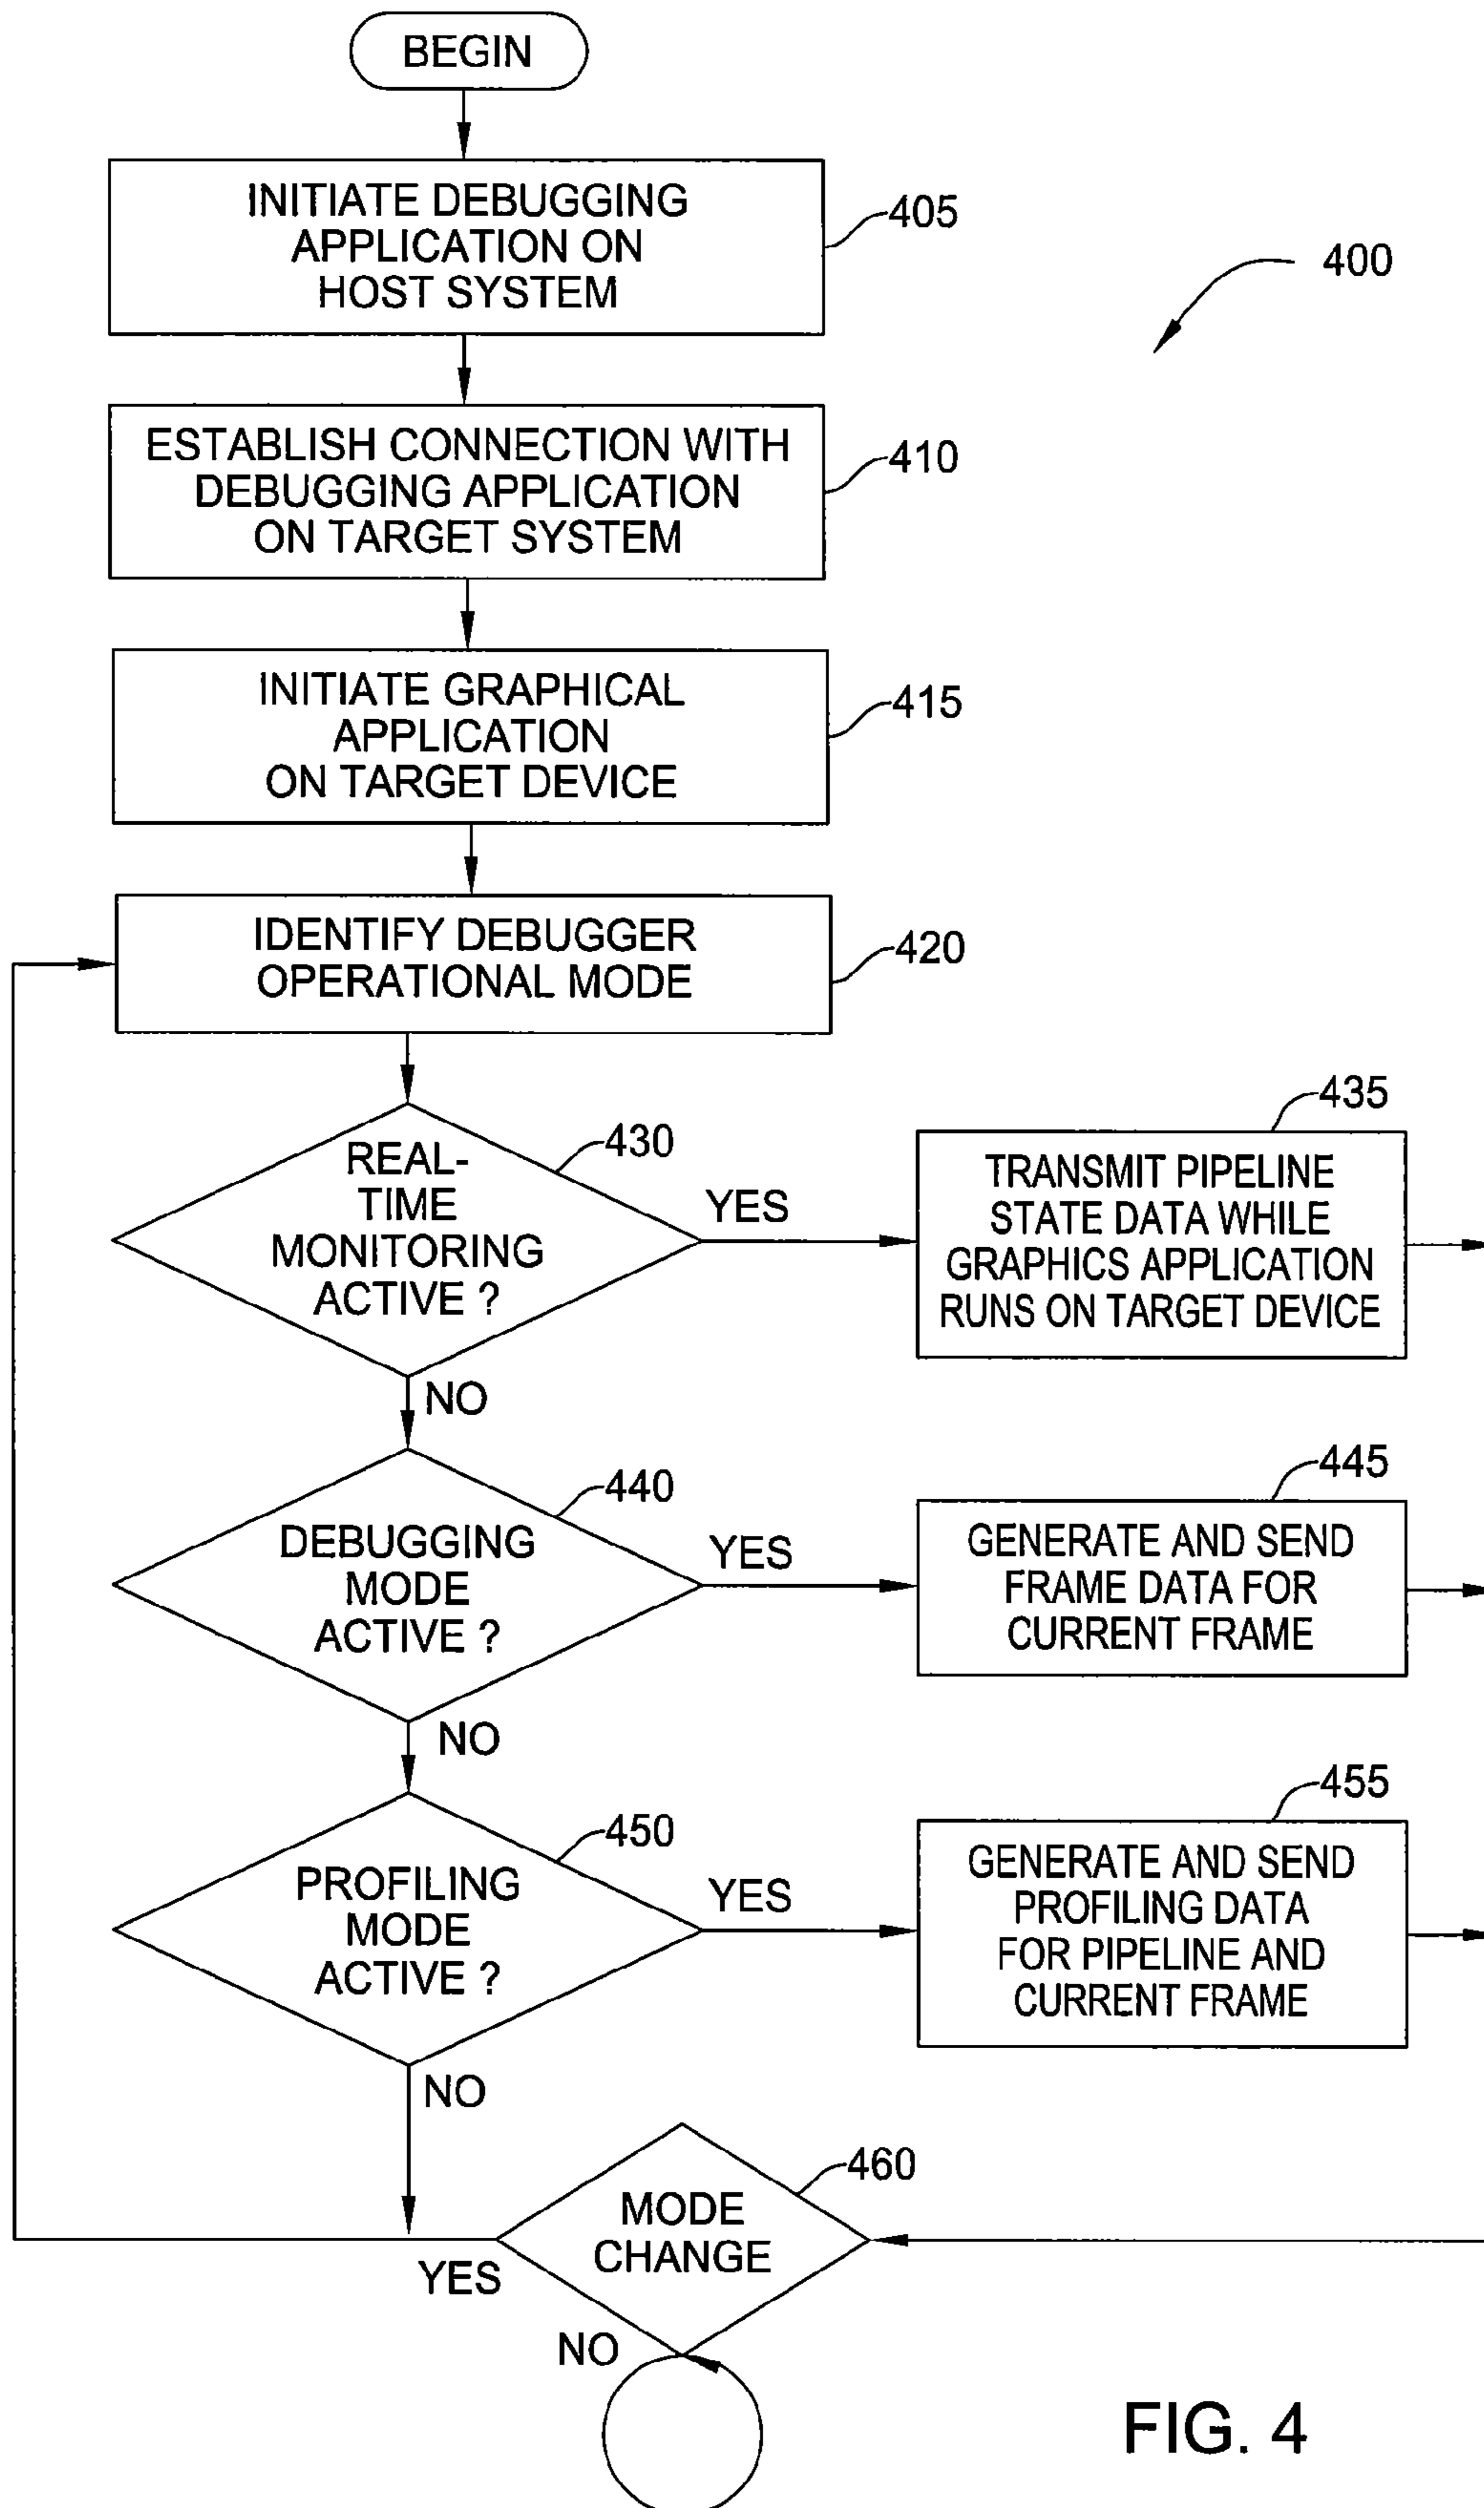 BEGIN
INITIATE DEBUGGING
APPLICATION ON
HOST SYSTEM
405
400
ESTABLISH CONNECTION WITH
DEBUGGING APPLICATION
ON TARGET SYSTEM
410
INITIATE GRAPHICAL
APPLICATION
ON TARGET DEVICE
415
IDENTIFY DEBUGGER
OPERATIONAL MODE
420
REAL-
TIME
MONITORING
ACTIVE ?
430
YES
NO
TRANSMIT PIPELINE
STATE DATA WHILE
GRAPHICS APPLICATION
RUNS ON TARGET DEVICE
435
DEBUGGING
MODE
ACTIVE ?
440
YES
NO
GENERATE AND SEND
FRAME DATA FOR
CURRENT FRAME
445
PROFILING
MODE
ACTIVE ?
450
YES
NO
GENERATE AND SEND
PROFILING DATA
FOR PIPELINE AND
CURRENT FRAME
455
MODE
CHANGE
460
YES
NO
FIG. 4